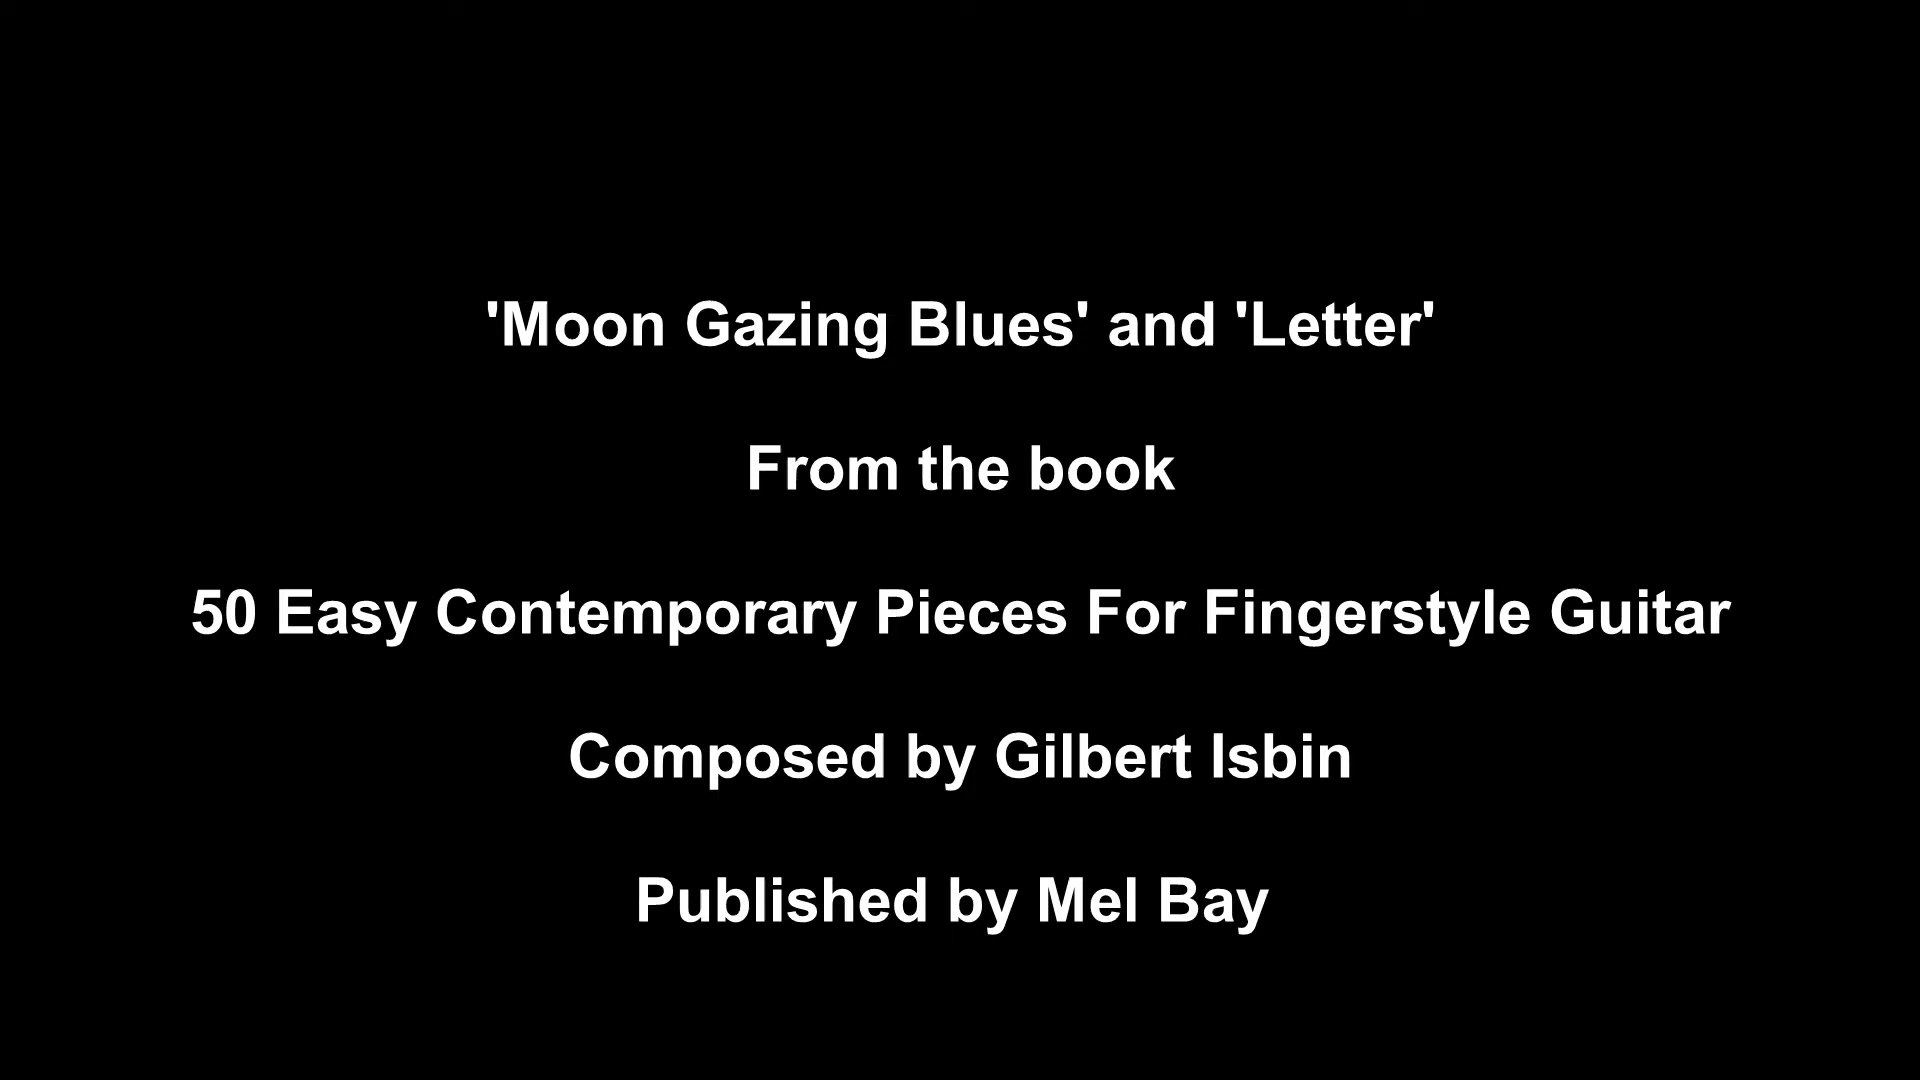 'Moon Gazing Blues' and 'Letter'
From the book
50 Easy Contemporary Pieces For Fingerstyle Guitar
Composed by Gilbert Isbin
Published by Mel Bay